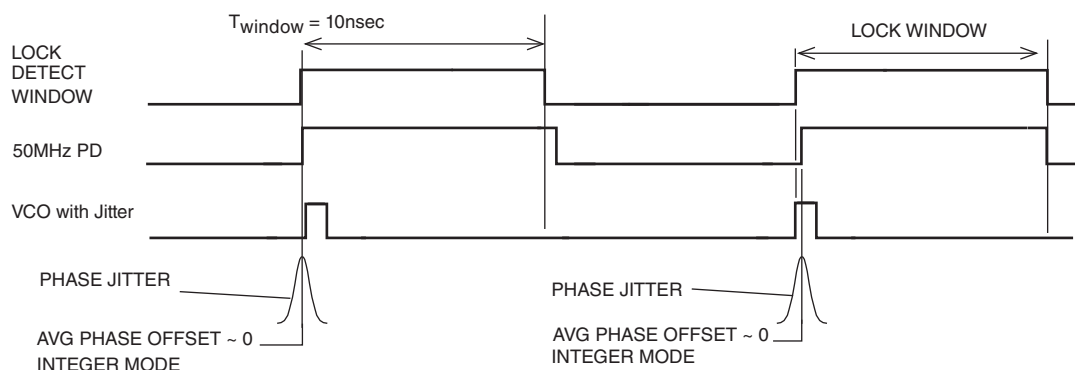 T window = 10nsec
LOCK WINDOW
LOCK
DETECT
WINDOW
50MHz PD
VCO with Jitter
PHASE JITTER
PHASE JITTER
AVG PHASE OFFSET ~ 0
INTEGER MODE
AVG PHASE OFFSET ~ 0
INTEGER MODE